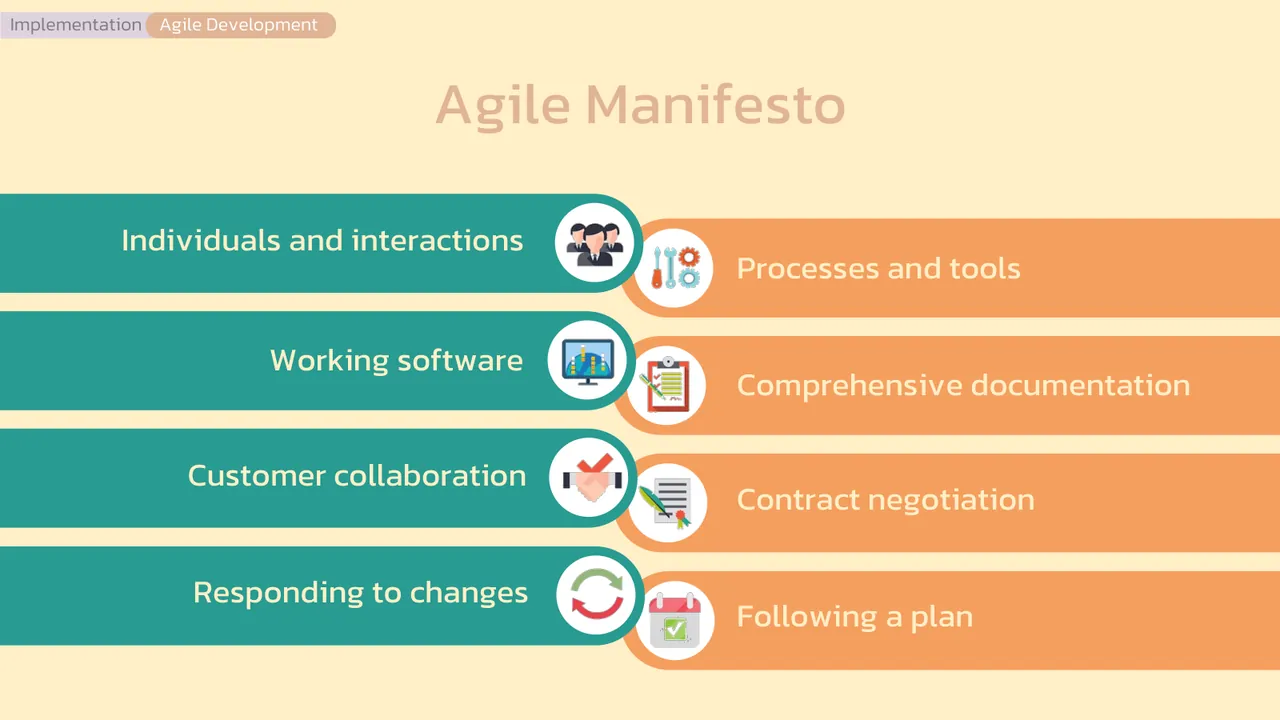 Implementation
Agile Development
Agile Manifesto
Individuals and interactions
Processes and tools
Working software
Comprehensive documentation
Customer collaboration
Contract negotiation
Responding to changes
Following a plan